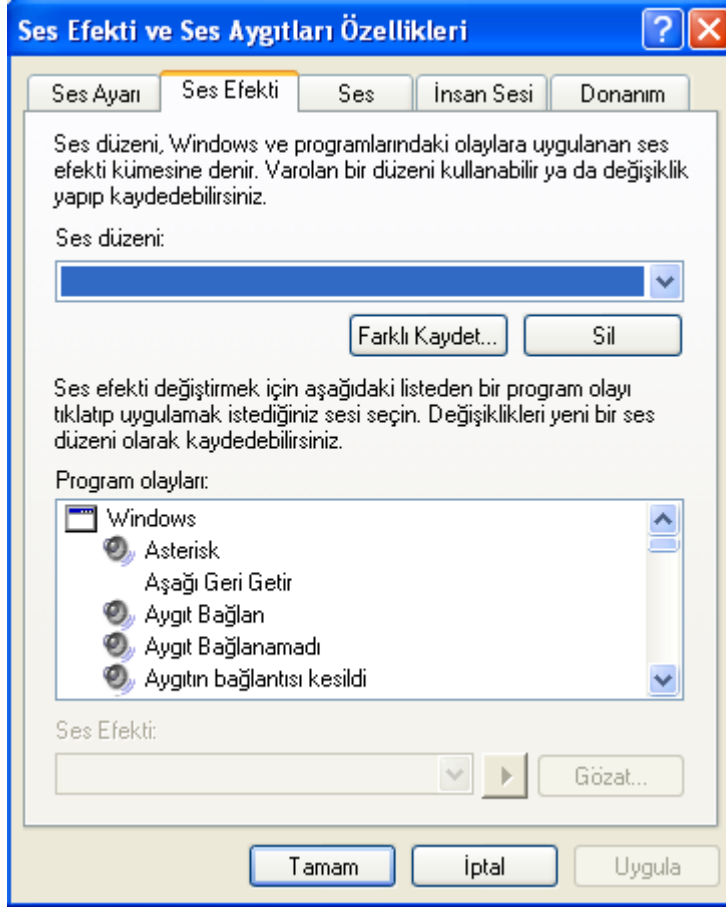 Ses Efekti ve Ses Aygıtları Özellikleri
Ses Ayarı Ses Efekti Ses İnsan Sesi Donanım
Ses düzeni, Windows ve programlarındaki olaylara uygulanan ses
efekti kümesine denir. Varolan bir düzeni kullanabilir ya da değişiklik
yapıp kaydedebilirsiniz.
Ses düzeni:
Farklı Kaydet... Sil
Ses efekti değiştirmek için aşağıdaki listeden bir program olayı
tıklatıp uygulamak istediğiniz sesi seçin. Değişiklikleri yeni bir ses
düzeni olarak kaydedebilirsiniz.
Program olayları:
Windows
Asterisk
Aşağı Geri Getir
Aygıt Bağlan
Aygıt Bağlanamadı
Aygıtın bağlantısı kesildi
Ses Efekti:
Gözat...
Tamam İptal Uygula